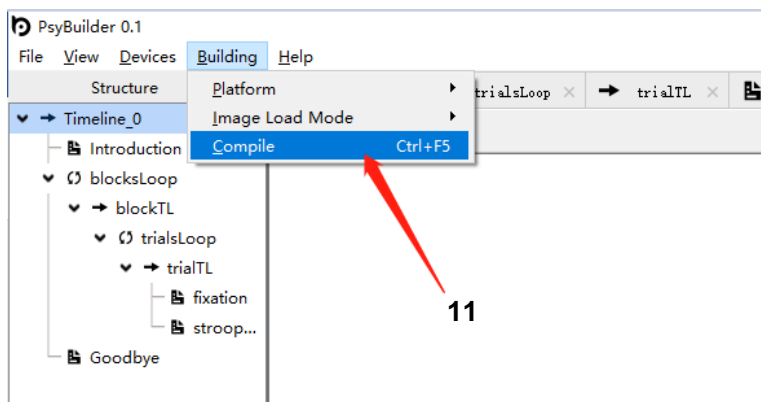 PsyBuilder 0.1
File View Devices Building Help
Structure
Platform
Image Load Mode
Compile Ctrl+F5
trialsLoop × trialTL ×
Timeline_0
Introduction
blocksLoop
blockTL
trialsLoop
trialTL
fixation
stroop...
Goodbye
11